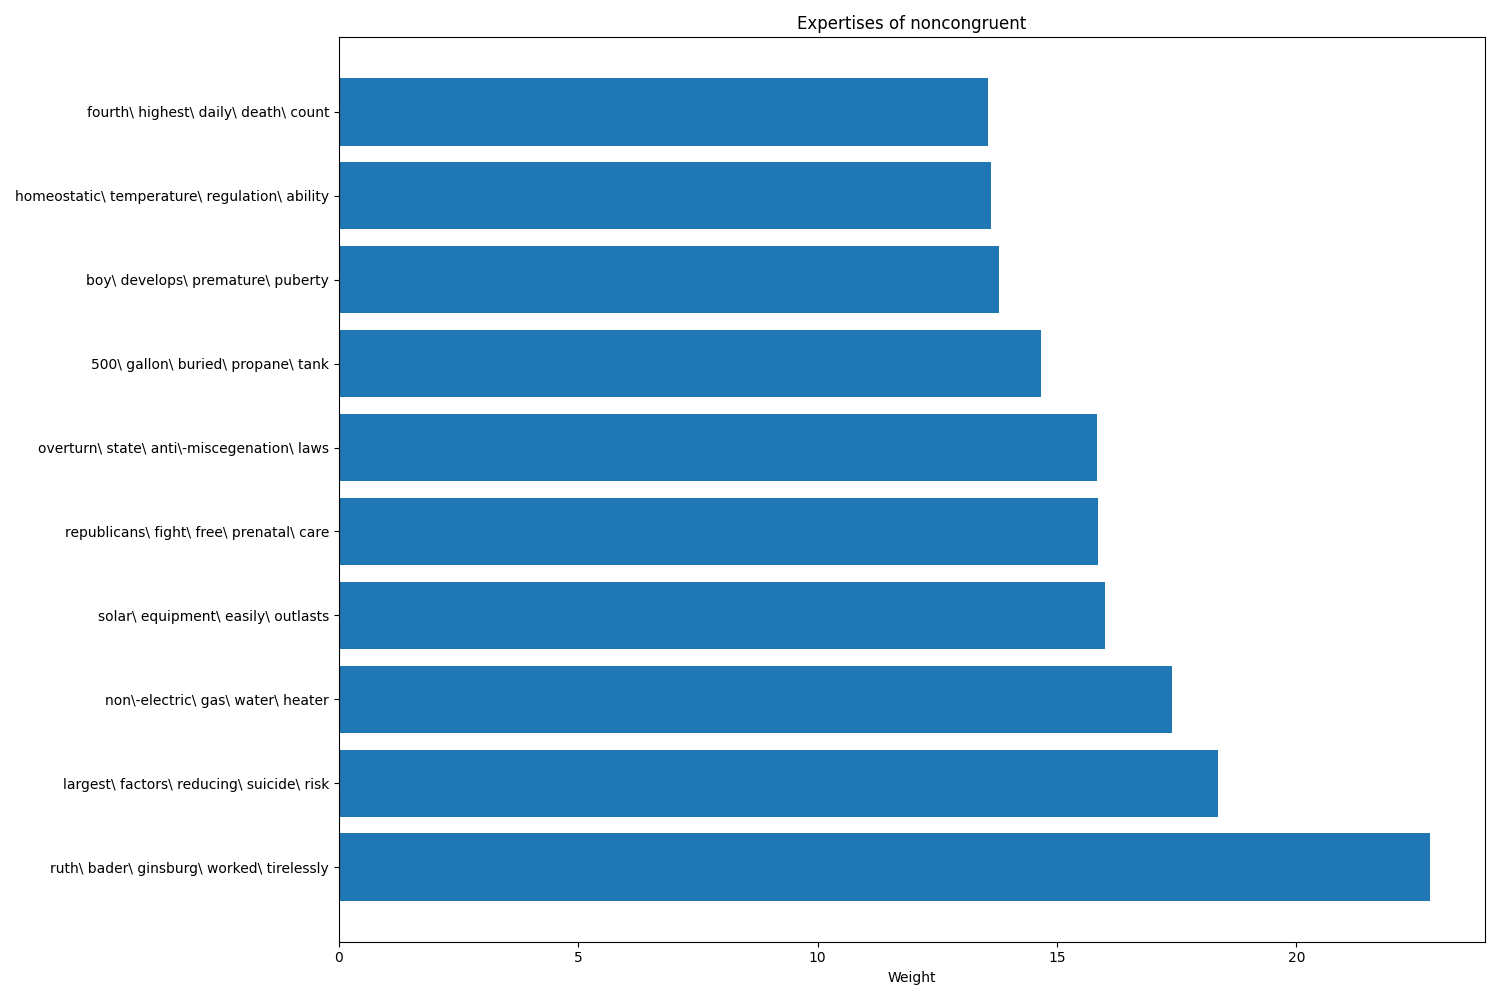 Expertises of noncongruent
fourth\ highest\ daily\ death\ count
homeostatic\ temperature\ regulation\ ability
boy\ develops\ premature\ puberty
500\ gallon\ buried\ propane\ tank
overturn\ state\ anti\-miscegenation\ laws
republicans\ fight\ free\ prenatal\ care
solar\ equipment\ easily\ outlasts
non\-electric\ gas\ water\ heater
largest\ factors\ reducing\ suicide\ risk
ruth\ bader\ ginsburg\ worked\ tirelessly
0 5 10 15 20
Weight